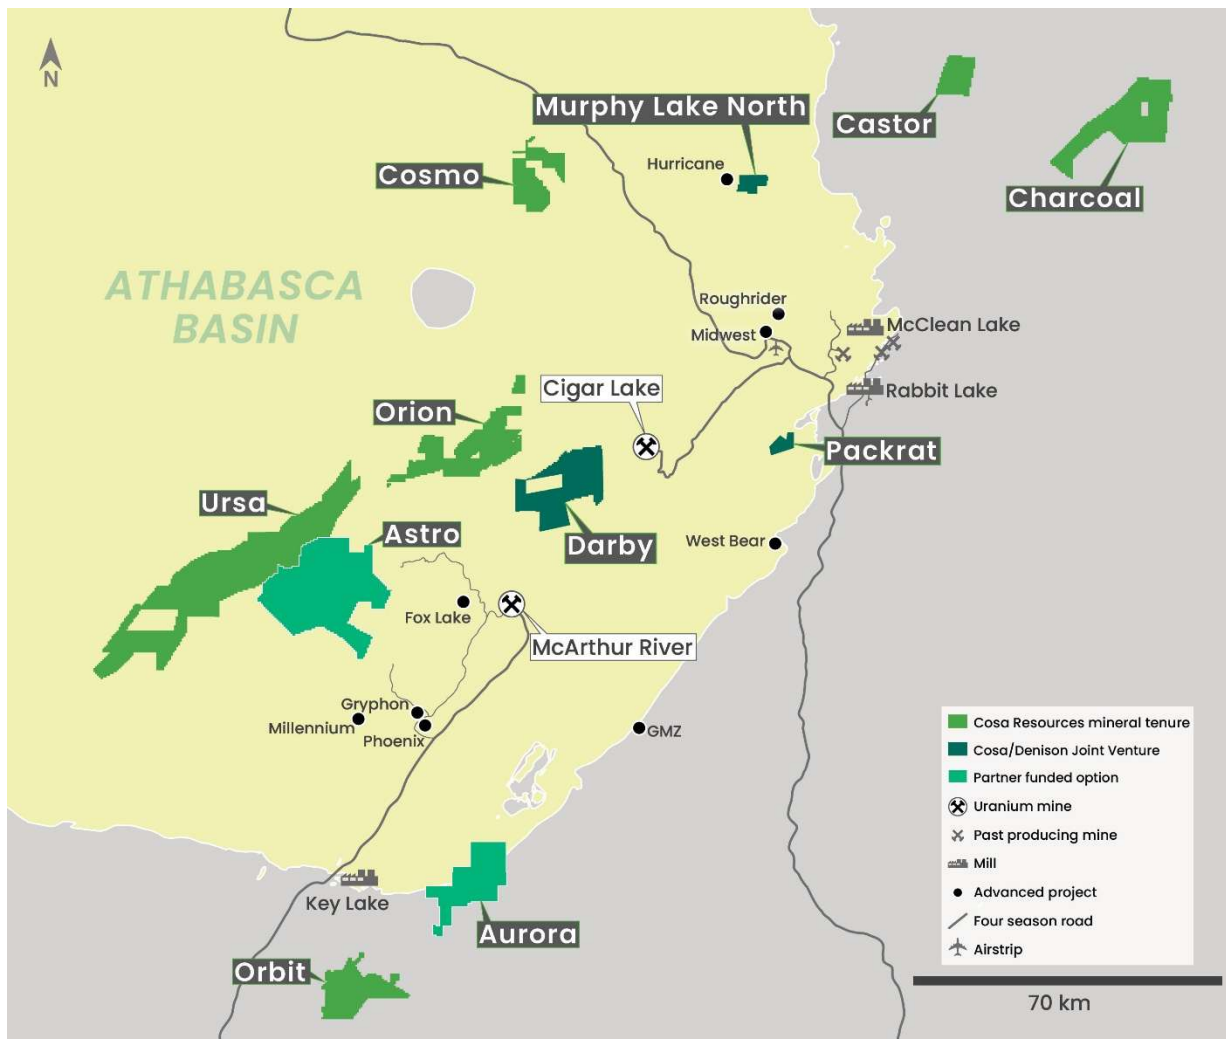 N
Murphy Lake North
Castor
Hurricane
Cosmo
Charcoal
ATHABASCA
BASIN
Roughrider
McClean Lake
Midwest
Cigar Lake
Rabbit Lake
Orion
Packrat
Ursa
Astro
Darby
West Bear
Fox Lake
McArthur River
Gryphon
Millennium
Phoenix
GMZ
Key Lake
Aurora
Orbit
Cosa Resources mineral tenure
Cosa/Denison Joint Venture
Partner funded option
Uranium mine
Past producing mine
Mill
Advanced project
Four season road
Airstrip
70 km